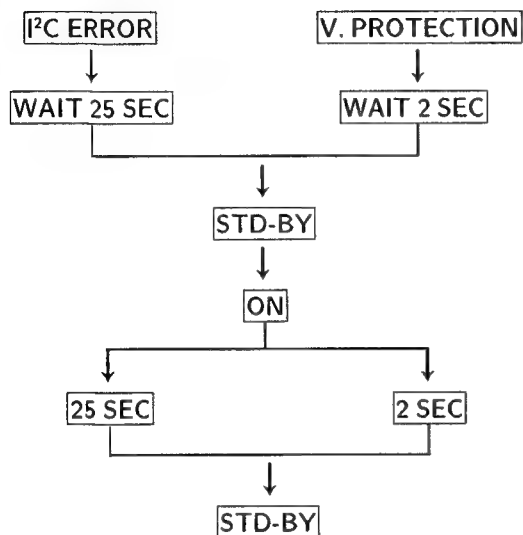 I²C ERROR
V. PROTECTION
WAIT 25 SEC
WAIT 2 SEC
STD-BY
ON
25 SEC
2 SEC
STD-BY